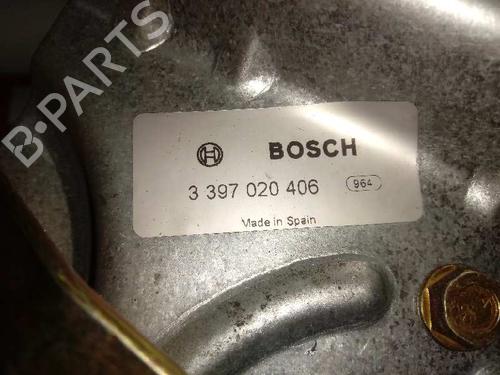 B-PARTS
BOSCH
3 397 020 406 964
Made in Spain